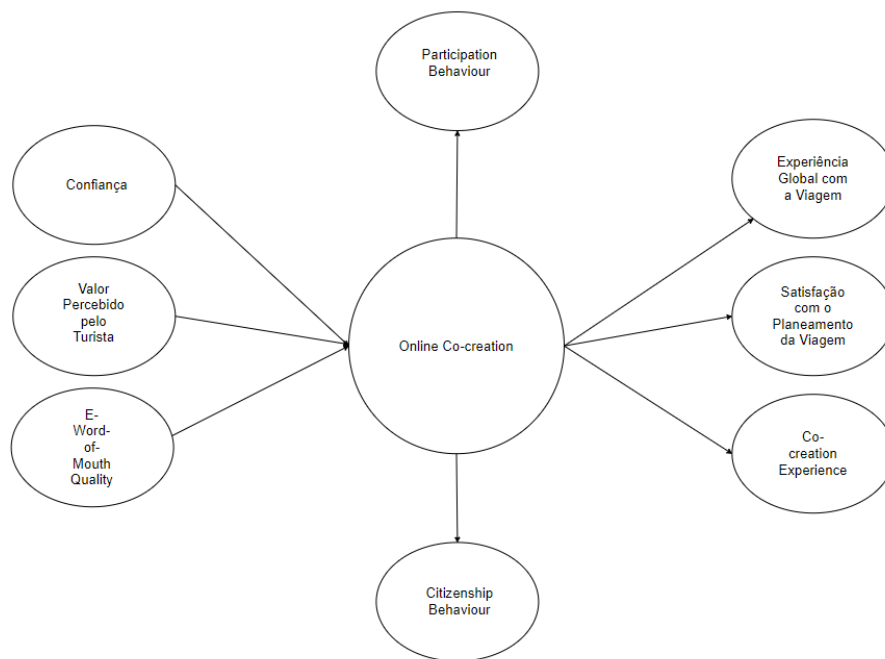 Participation
Behaviour
Confiança
Experiência
Global com
a Viagem
Valor
Percebido
pelo
Turista
Online Co-creation
Satisfação
com o
Planeamento
da Viagem
E-
Word-
of-
Mouth
Quality
Co-
creation
Experience
Citizenship
Behaviour